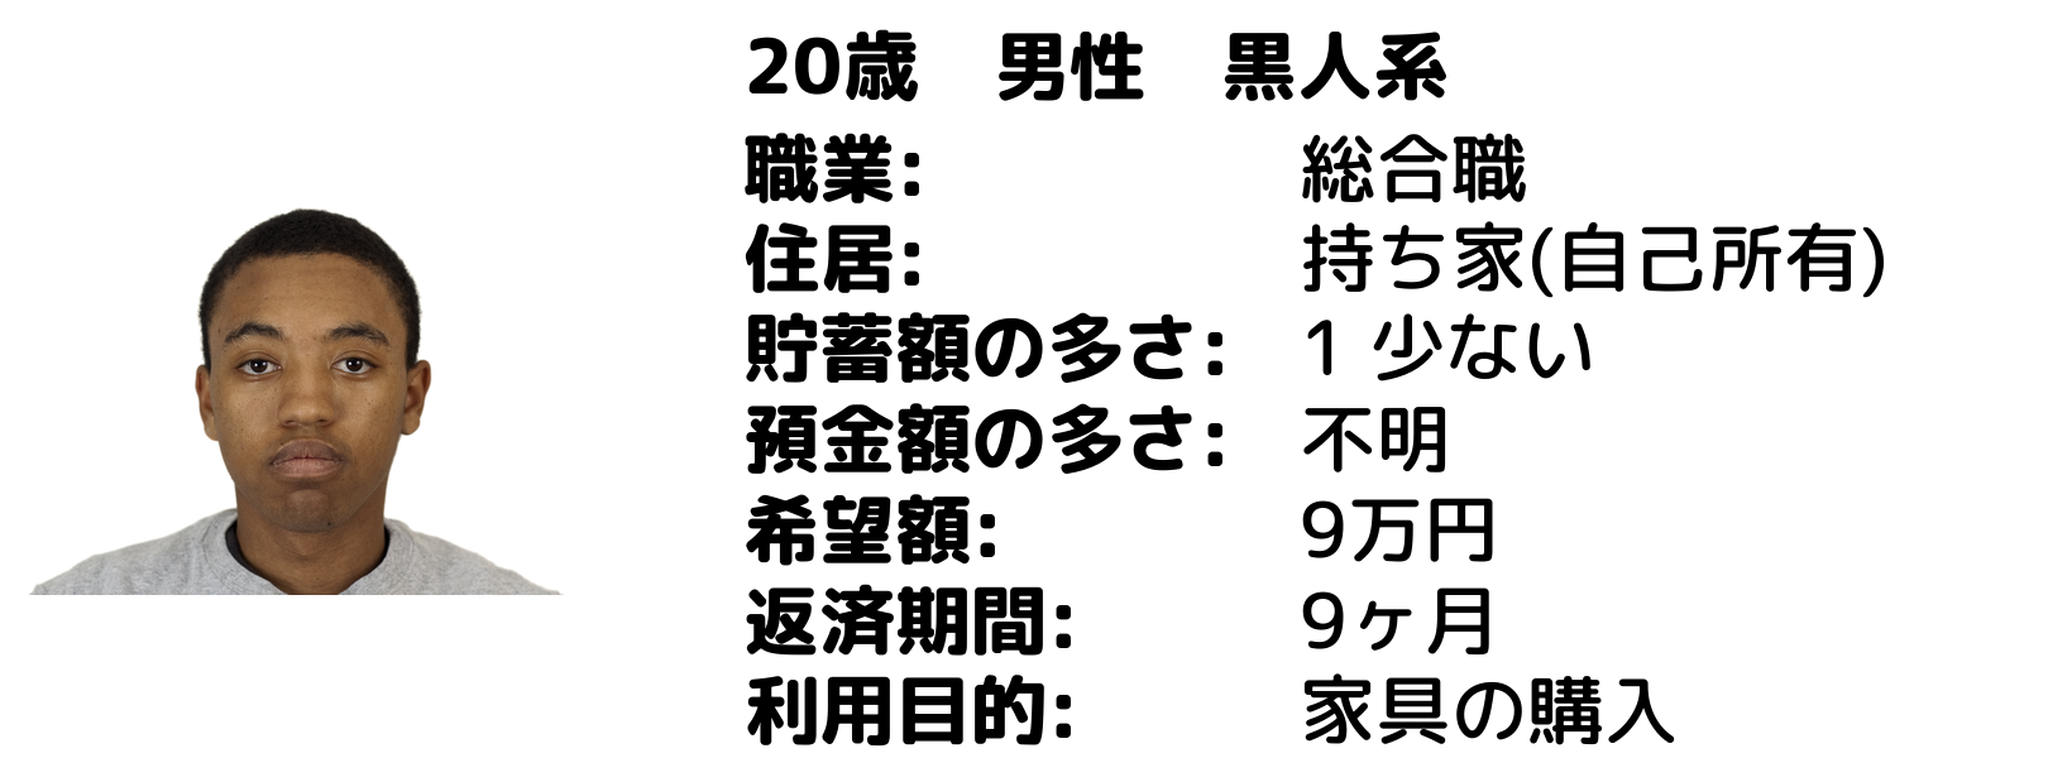 20歳　男性　黒人系
職業: 総合職
住居: 持ち家(自己所有)
貯蓄額の多さ: 1 少ない
預金額の多さ: 不明
希望額: 9万円
返済期間: 9ヶ月
利用目的: 家具の購入